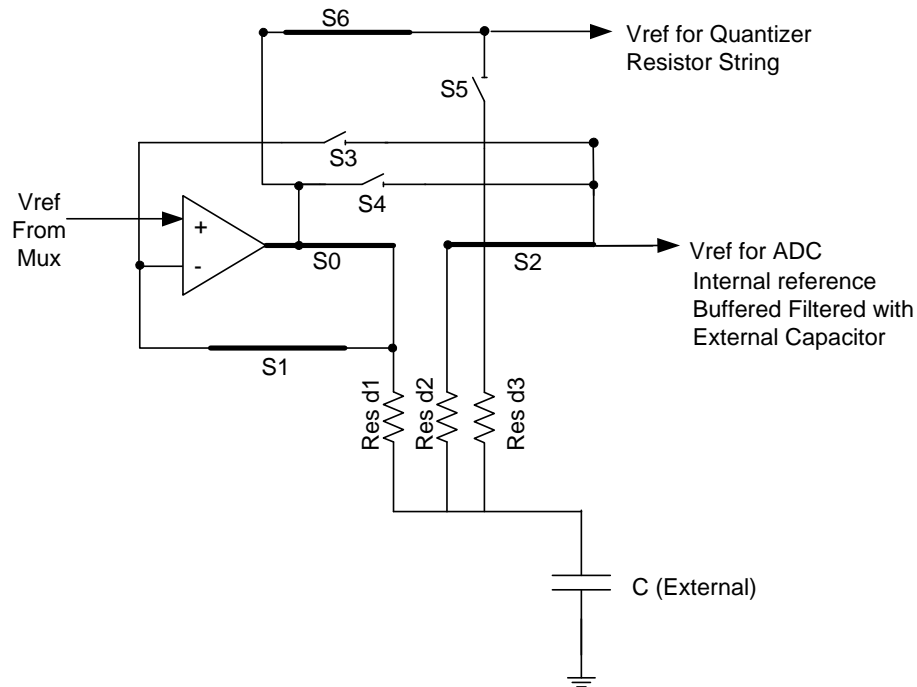 S6
Vref for Quantizer
Resistor String
S5
S3
S4
Vref
From
Mux
+
-
S0
S2
Vref for ADC
Internal reference
Buffered Filtered with
External Capacitor
S1
Res d1
Res d2
Res d3
C (External)